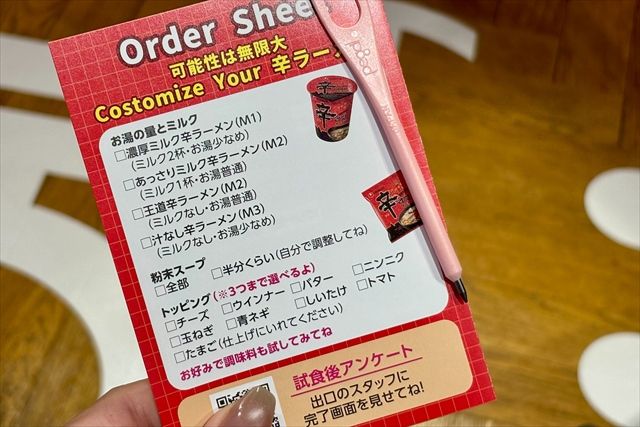 Order Shee
可能性は無限大
Costomize Your 辛ラー
お湯の量とミルク
□濃厚ミルク辛ラーメン(M1)
(ミルク2杯・お湯少なめ)
□あっさりミルク辛ラーメン(M2)
(ミルク1杯・お湯普通)
□王道辛ラーメン(M2)
(ミルクなし・お湯普通)
□汁なし辛ラーメン(M3)
(ミルクなし・お湯少なめ)
粉末スープ
□全部 □半分くらい(自分で調整してね)
トッピング(※3つまで選べるよ)
□チーズ □ウインナー □バター □ニンニク
□玉ねぎ □青ネギ □しいたけ □トマト
□たまご(仕上げにいれてください)
お好みで調味料も試してみてね
試食後アンケート
出口のスタッフに
完了画面を見せてね!
辛
辛